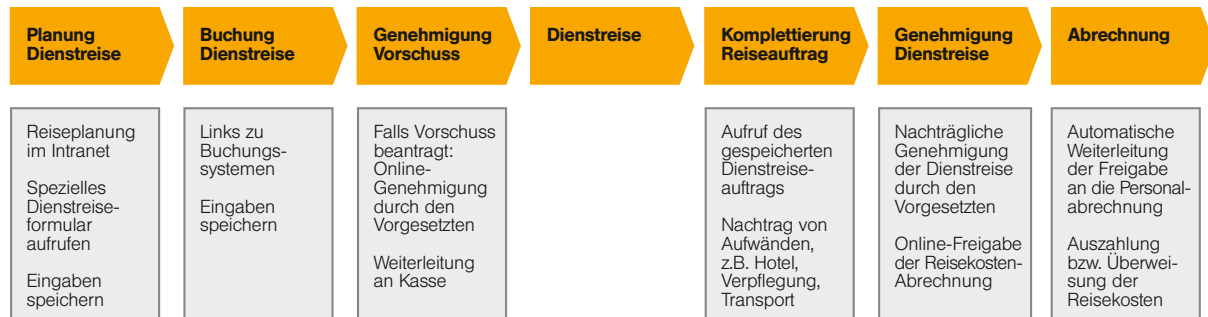 Planung
Dienstreise
Buchung
Dienstreise
Genehmigung
Vorschuss
Dienstreise
Komplettierung
Reiseauftrag
Genehmigung
Dienstreise
Abrechnung
Reiseplanung
im Intranet
Spezielles
Dienstreise-
formular
aufrufen
Eingaben
speichern
Links zu
Buchungs-
systemen
Eingaben
speichern
Falls Vorschuss
beantragt:
Online-
Genehmigung
durch den
Vorgesetzten
Weiterleitung
an Kasse
Aufruf des
gespeicherten
Dienstreise-
auftrags
Nachtrag von
Aufwänden,
z.B. Hotel,
Verpflegung,
Transport
Nachträgliche
Genehmigung
der Dienstreise
durch den
Vorgesetzten
Online-Freigabe
der Reisekosten-
Abrechnung
Automatische
Weiterleitung
der Freigabe
an die Personal-
abrechnung
Auszahlung
bzw. Überwei-
sung der
Reisekosten